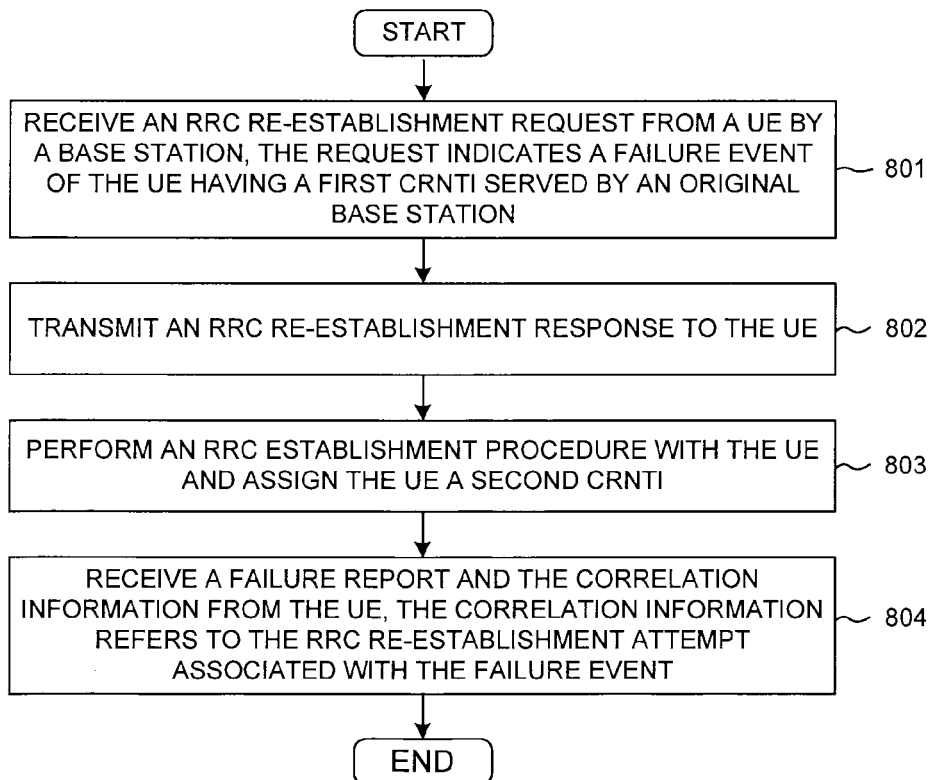 START
RECEIVE AN RRC RE-ESTABLISHMENT REQUEST FROM A UE BY
A BASE STATION, THE REQUEST INDICATES A FAILURE EVENT
OF THE UE HAVING A FIRST CRNTI SERVED BY AN ORIGINAL
BASE STATION
801
TRANSMIT AN RRC RE-ESTABLISHMENT RESPONSE TO THE UE
802
PERFORM AN RRC ESTABLISHMENT PROCEDURE WITH THE UE
AND ASSIGN THE UE A SECOND CRNTI
803
RECEIVE A FAILURE REPORT AND THE CORRELATION
INFORMATION FROM THE UE, THE CORRELATION INFORMATION
REFERS TO THE RRC RE-ESTABLISHMENT ATTEMPT
ASSOCIATED WITH THE FAILURE EVENT
804
END